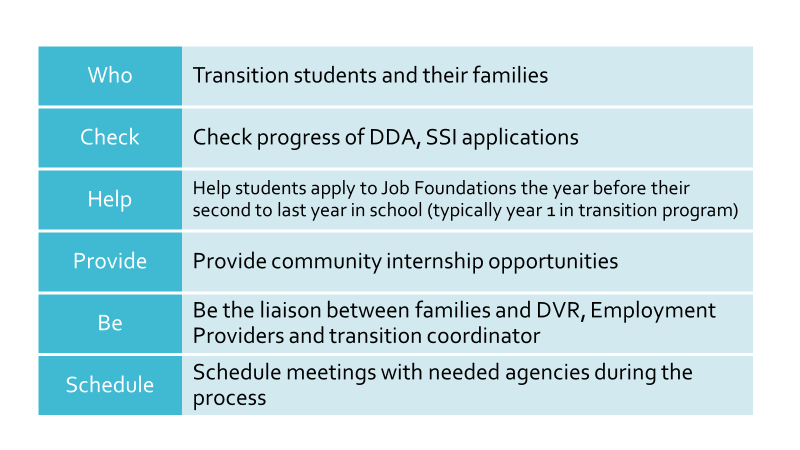 Who
Transition students and their families
Check
Check progress of DDA, SSI applications
Help
Help students apply to Job Foundations the year before their
second to last year in school (typically year 1 in transition program)
Provide
Provide community internship opportunities
Be
Be the liaison between families and DVR, Employment
Providers and transition coordinator
Schedule
Schedule meetings with needed agencies during the
process